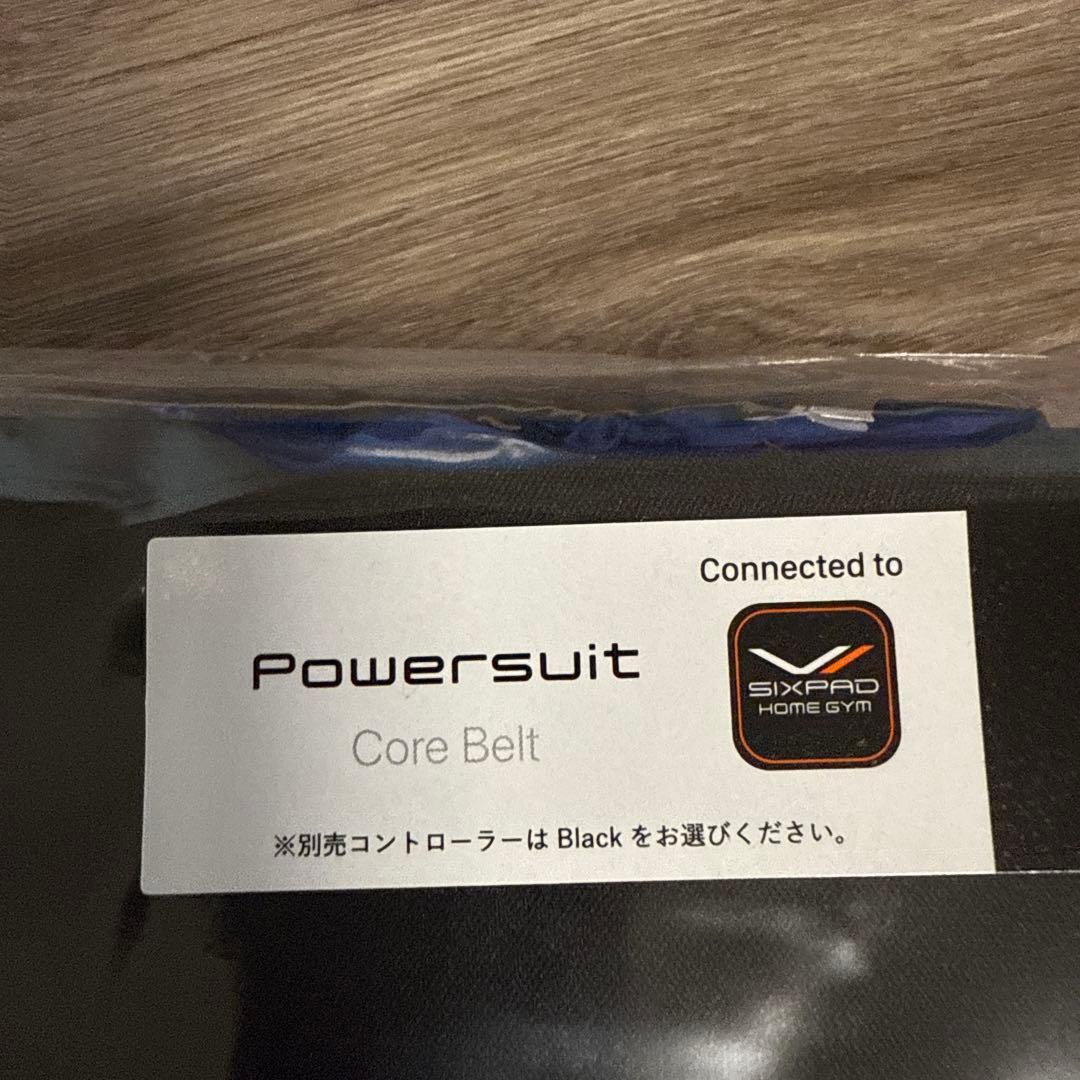 Connected to
Powersuit
SIXPAD
HOME GYM
Core Belt
※別売コントローラーは Black をお選びください。